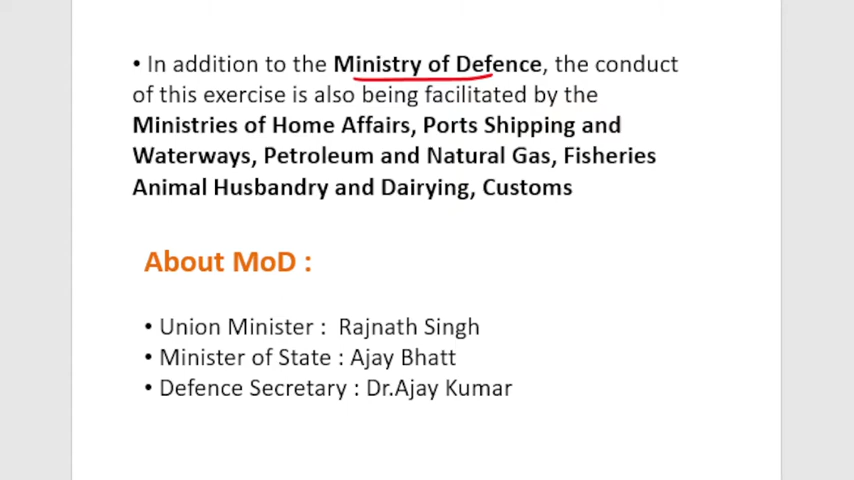 • In addition to the Ministry of Defence, the conduct
of this exercise is also being facilitated by the
Ministries of Home Affairs, Ports Shipping and
Waterways, Petroleum and Natural Gas, Fisheries
Animal Husbandry and Dairying, Customs
About MoD :
• Union Minister : Rajnath Singh
• Minister of State : Ajay Bhatt
• Defence Secretary : Dr.Ajay Kumar